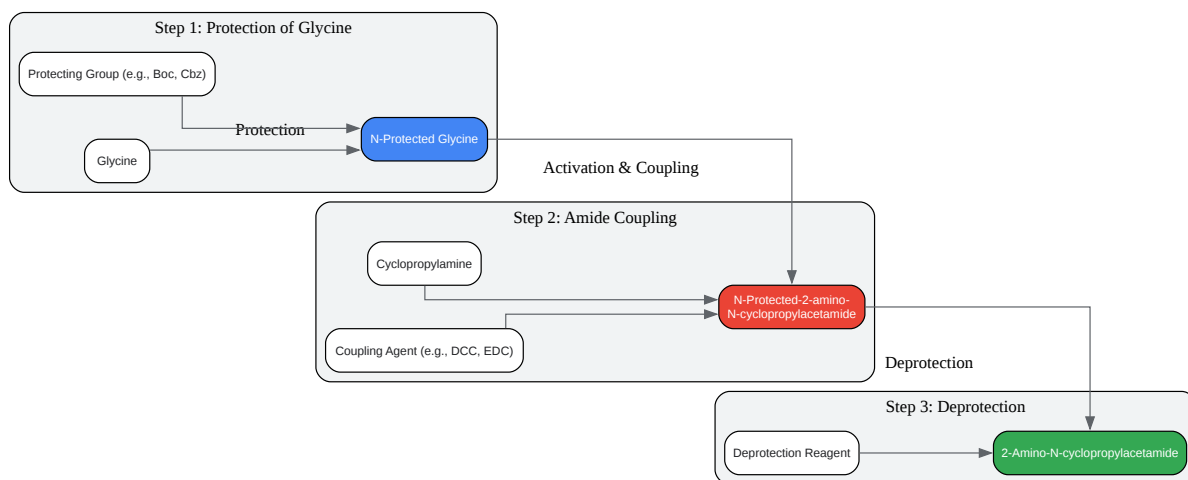 Step 1: Protection of Glycine
Protecting Group (e.g., Boc, Cbz)
Protection
N-Protected Glycine
Glycine
Activation & Coupling
Step 2: Amide Coupling
Cyclopropylamine
N-Protected-2-amino-
N-cyclopropylacetamide
Coupling Agent (e.g., DCC, EDC)
Deprotection
Step 3: Deprotection
Deprotection Reagent
2-Amino-N-cyclopropylacetamide